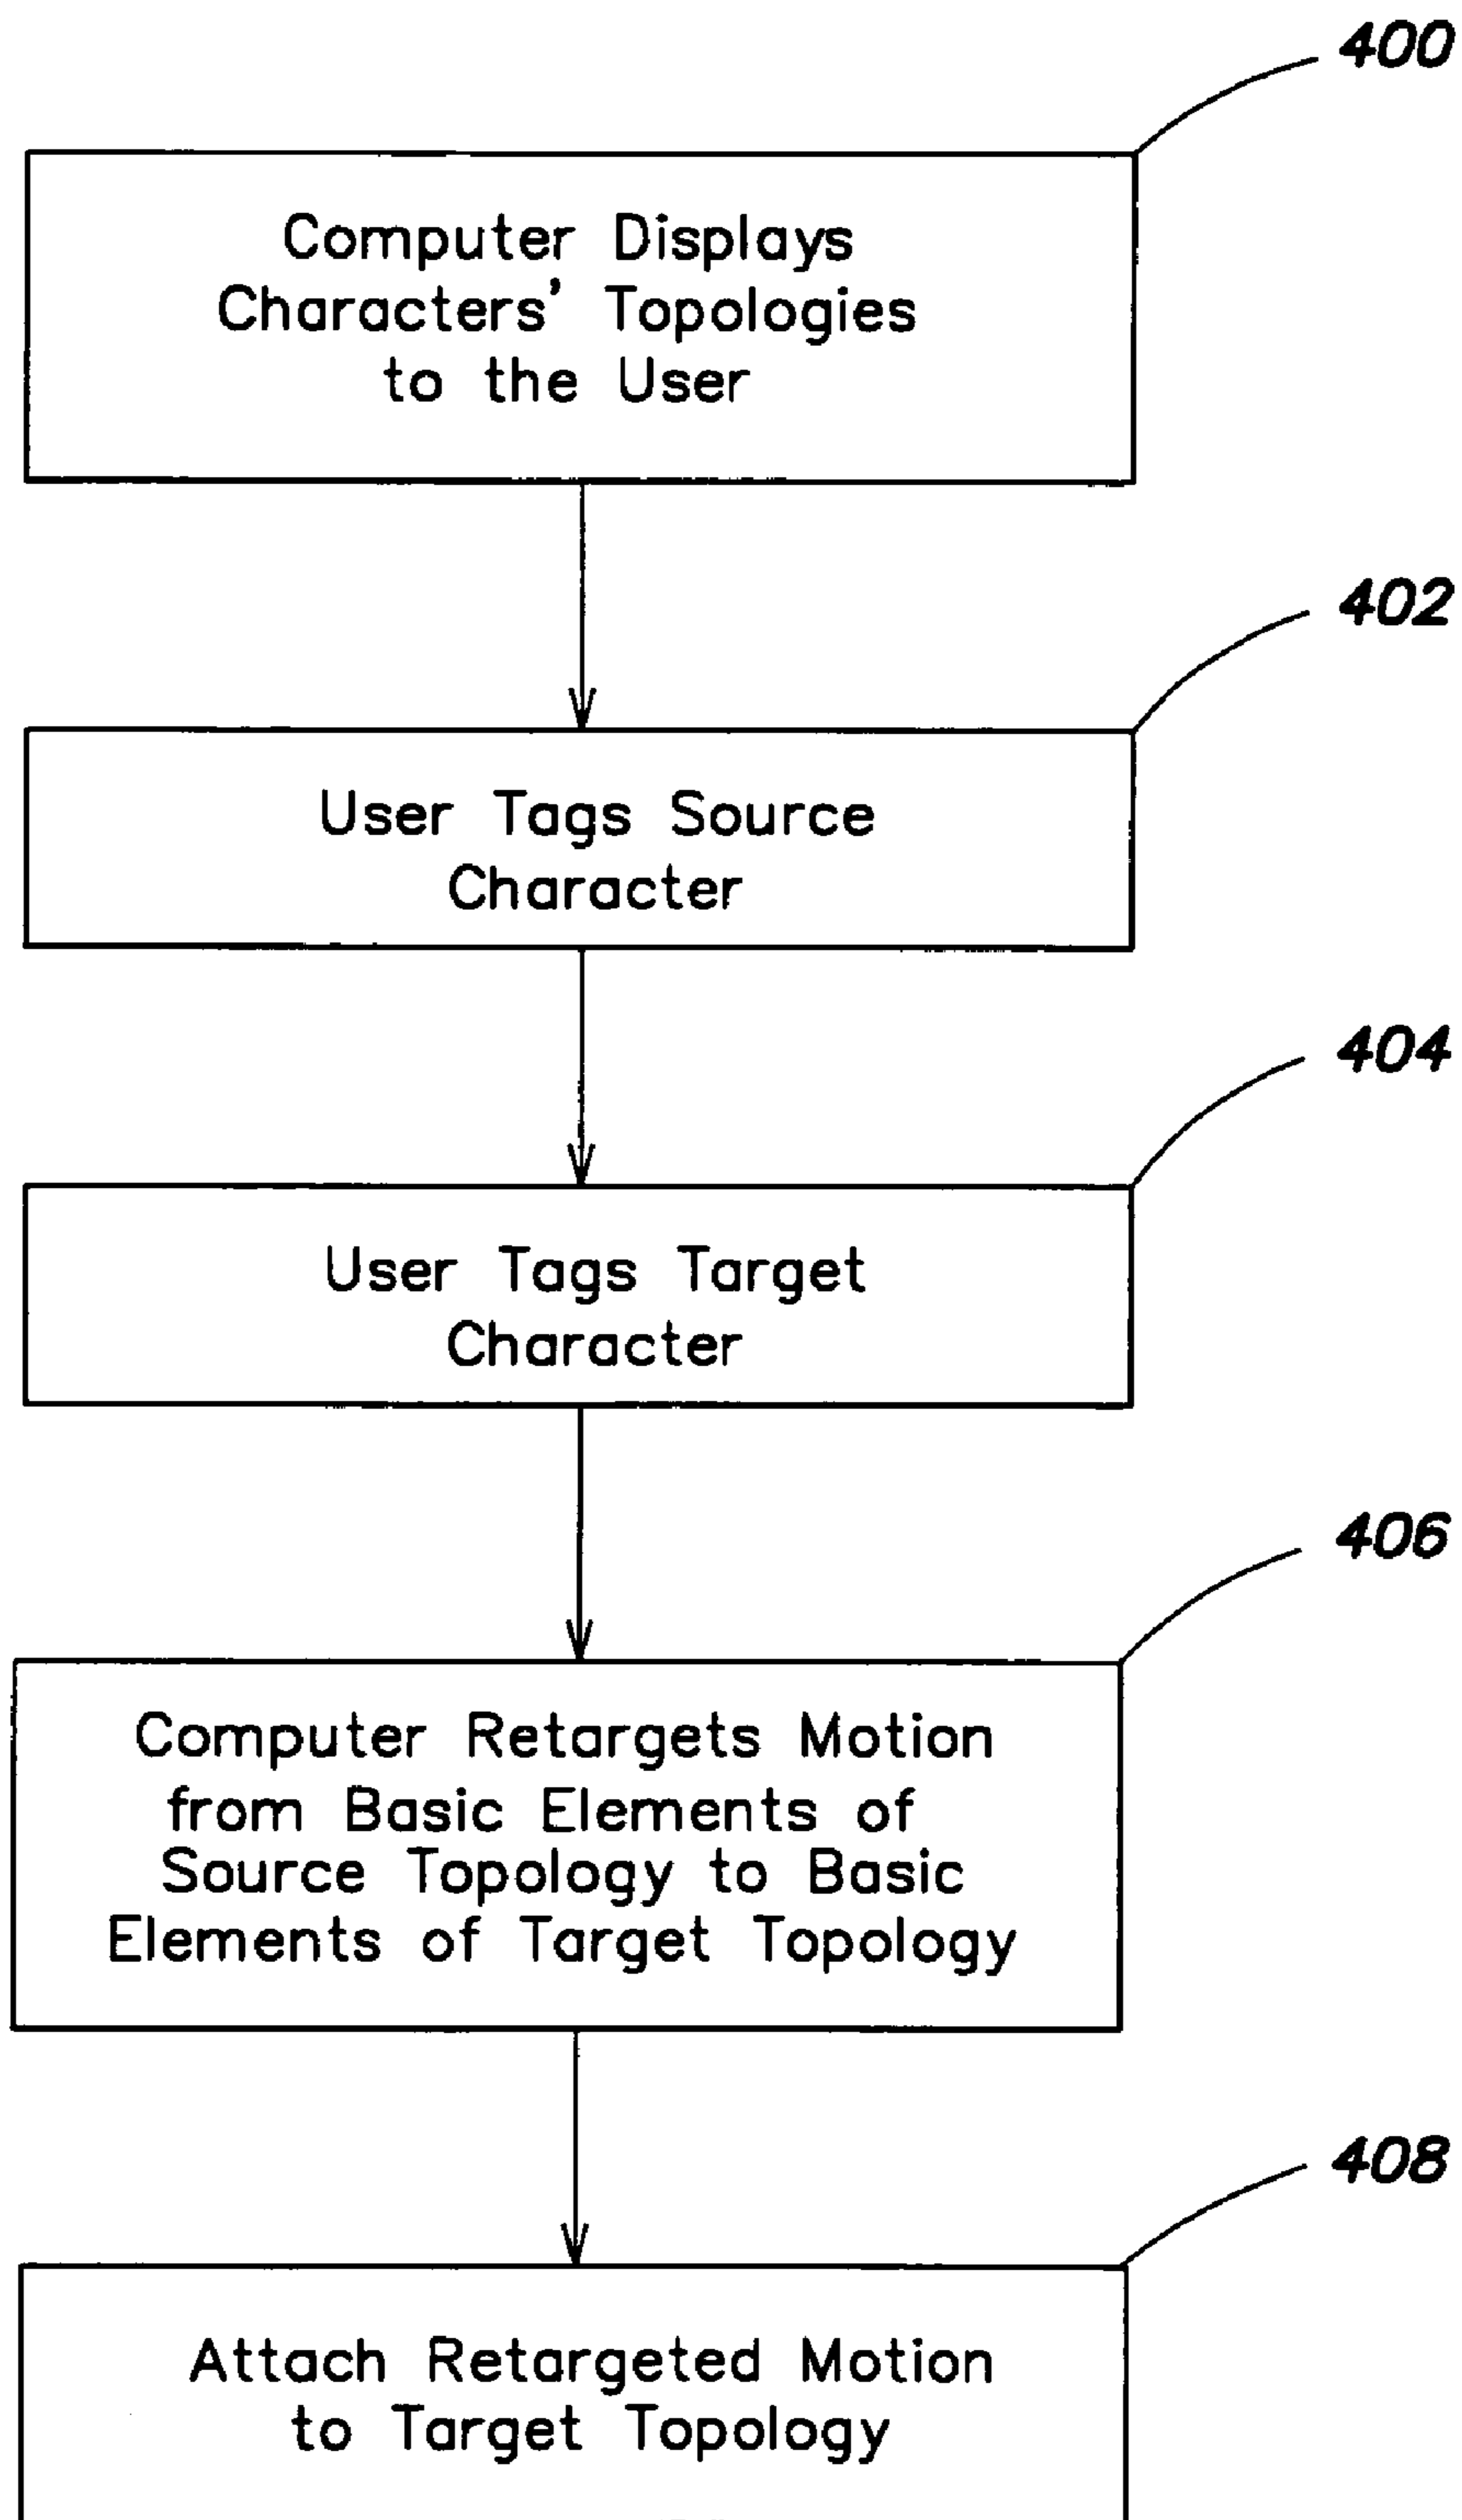 400
Computer Displays
Characters' Topologies
to the User
402
User Tags Source
Character
404
User Tags Target
Character
406
Computer Retargets Motion
from Basic Elements of
Source Topology to Basic
Elements of Target Topology
408
Attach Retargeted Motion
to Target Topology